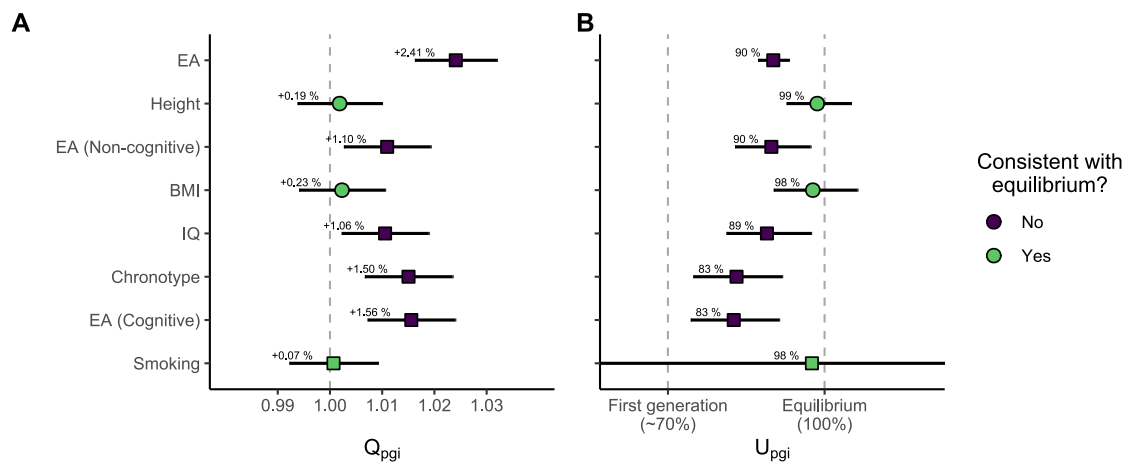 A
B
EA
+2.41 %
90 %
Height
+0.19 %
99 %
EA (Non-cognitive)
+1.10 %
90 %
BMI
+0.23 %
98 %
IQ
+1.06 %
89 %
Chronotype
+1.50 %
83 %
EA (Cognitive)
+1.56 %
83 %
Smoking
+0.07 %
98 %
0.99 1.00 1.01 1.02 1.03
Qpgi
First generation
(~70%)
Equilibrium
(100%)
Upgi
Consistent with
equilibrium?
No
Yes